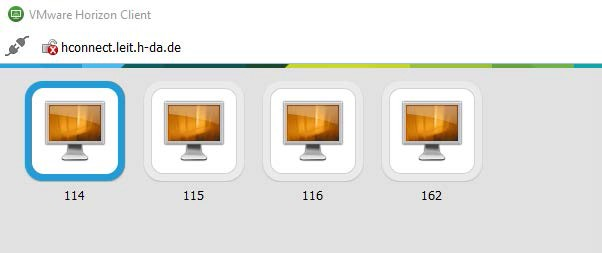 VMware Horizon Client
hconnect.leit.h-da.de
114
115
116
162